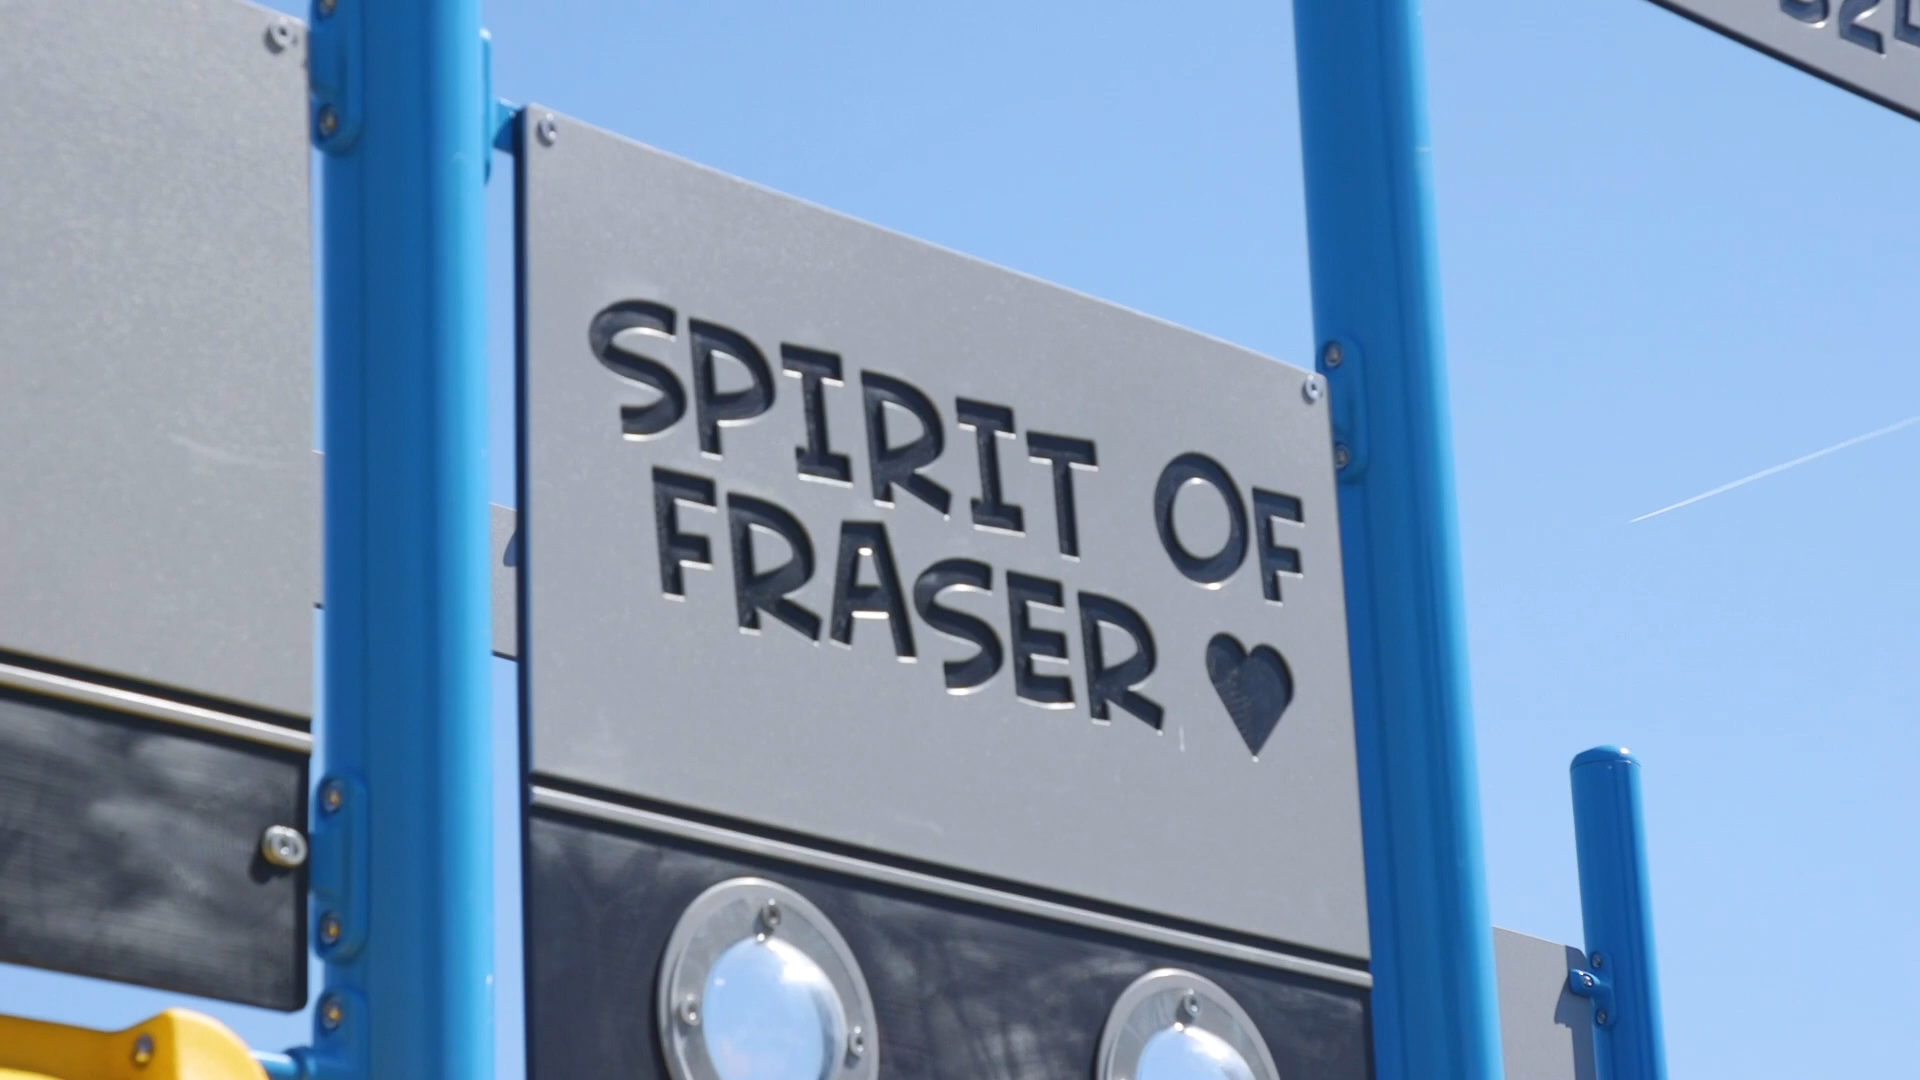 SPIRIT OF
FRASER ♥